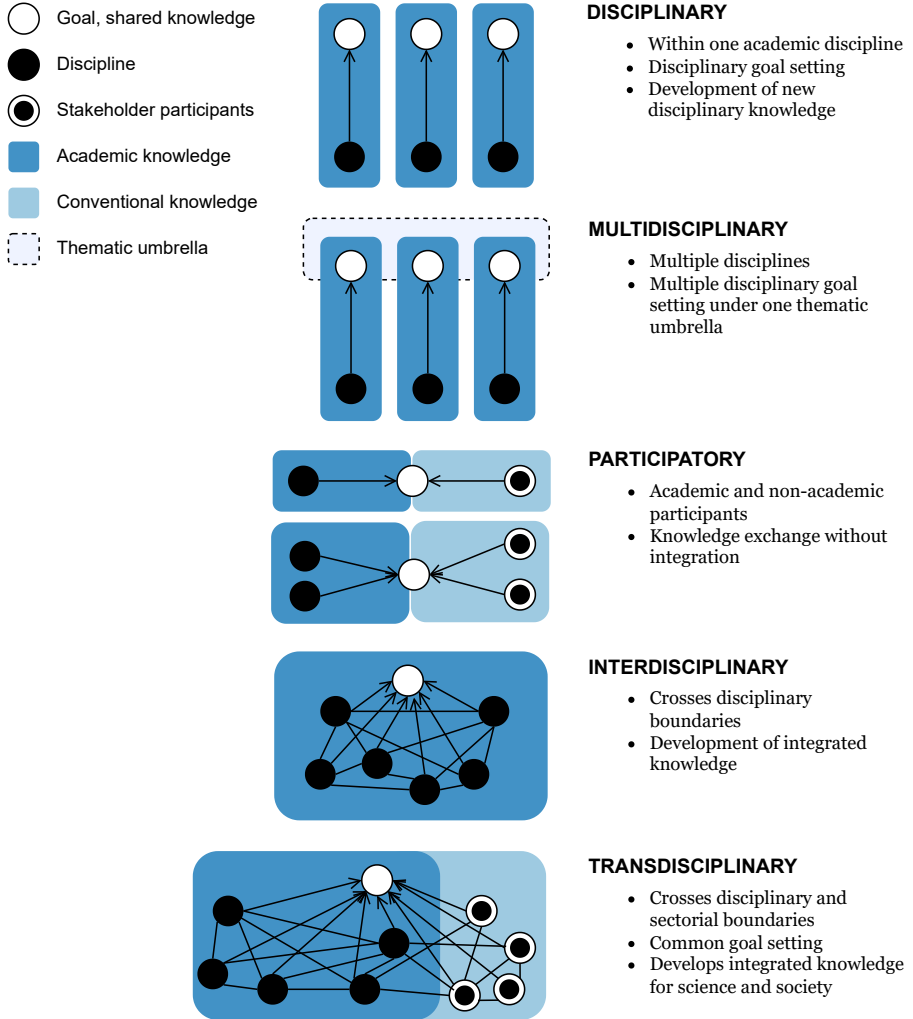 Goal, shared knowledge
Discipline
Stakeholder participants
Academic knowledge
Conventional knowledge
Thematic umbrella
DISCIPLINARY
• Within one academic discipline
• Disciplinary goal setting
• Development of new
disciplinary knowledge
MULTIDISCIPLINARY
• Multiple disciplines
• Multiple disciplinary goal
setting under one thematic
umbrella
PARTICIPATORY
• Academic and non-academic
participants
• Knowledge exchange without
integration
INTERDISCIPLINARY
• Crosses disciplinary
boundaries
• Development of integrated
knowledge
TRANSDISCIPLINARY
• Crosses disciplinary and
sectorial boundaries
• Common goal setting
• Develops integrated knowledge
for science and society